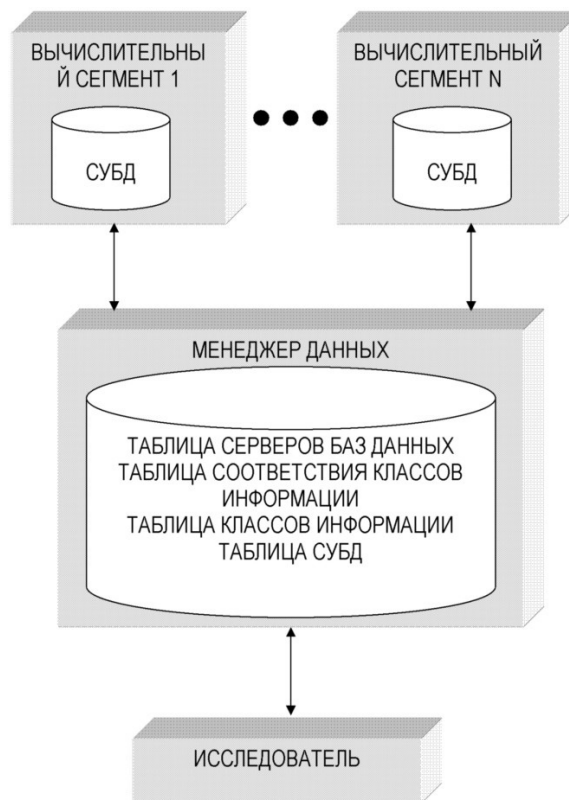 ВЫЧИСЛИТЕЛЬНЫ
Й СЕГМЕНТ 1
СУБД
ВЫЧИСЛИТЕЛЬНЫЙ
СЕГМЕНТ N
СУБД
МЕНЕДЖЕР ДАННЫХ
ТАБЛИЦА СЕРВЕРОВ БАЗ ДАННЫХ
ТАБЛИЦА СООТВЕТСТВИЯ КЛАССОВ
ИНФОРМАЦИИ
ТАБЛИЦА КЛАССОВ ИНФОРМАЦИИ
ТАБЛИЦА СУБД
ИССЛЕДОВАТЕЛЬ